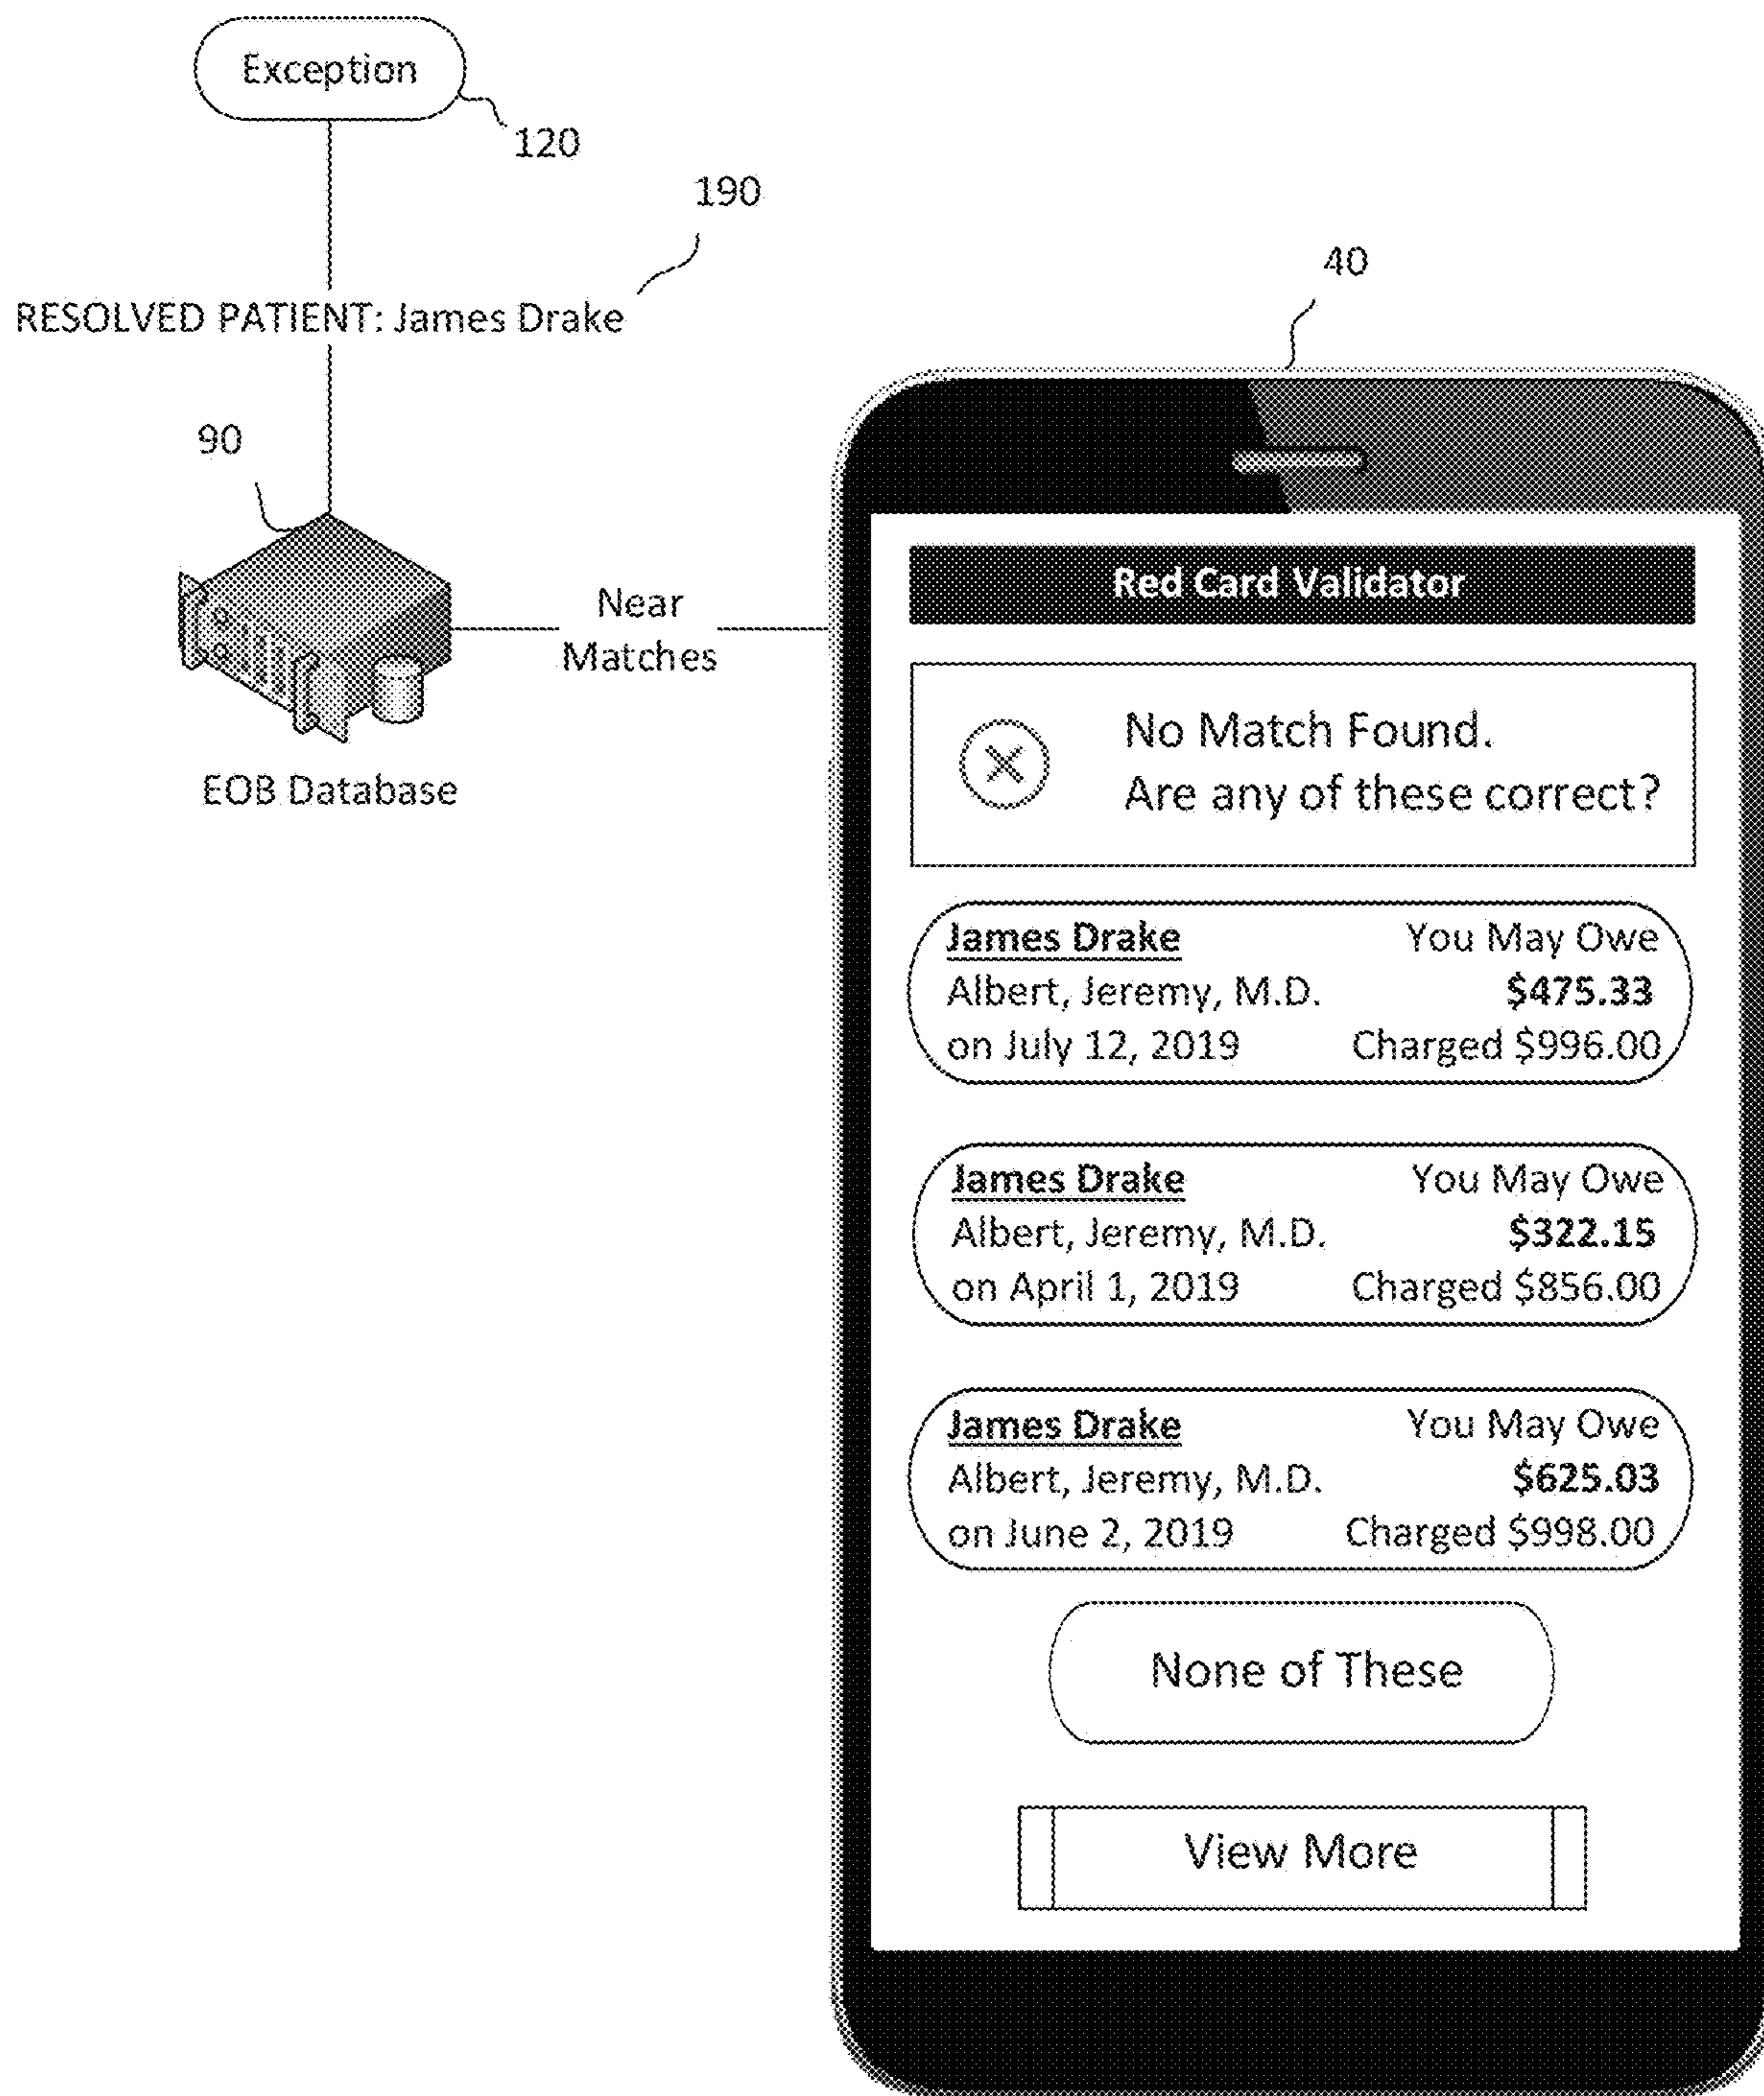 Exception
120
190
RESOLVED PATIENT: James Drake
90
Near
Matches
EOB Database
40
Red Card Validator
No Match Found.
Are any of these correct?
James Drake You May Owe
Albert, Jeremy, M.D. $475.33
on July 12, 2019 Charged $996.00
James Drake You May Owe
Albert, Jeremy, M.D. $322.15
on April 1, 2019 Charged $856.00
James Drake You May Owe
Albert, Jeremy, M.D. $625.03
on June 2, 2019 Charged $998.00
None of These
View More